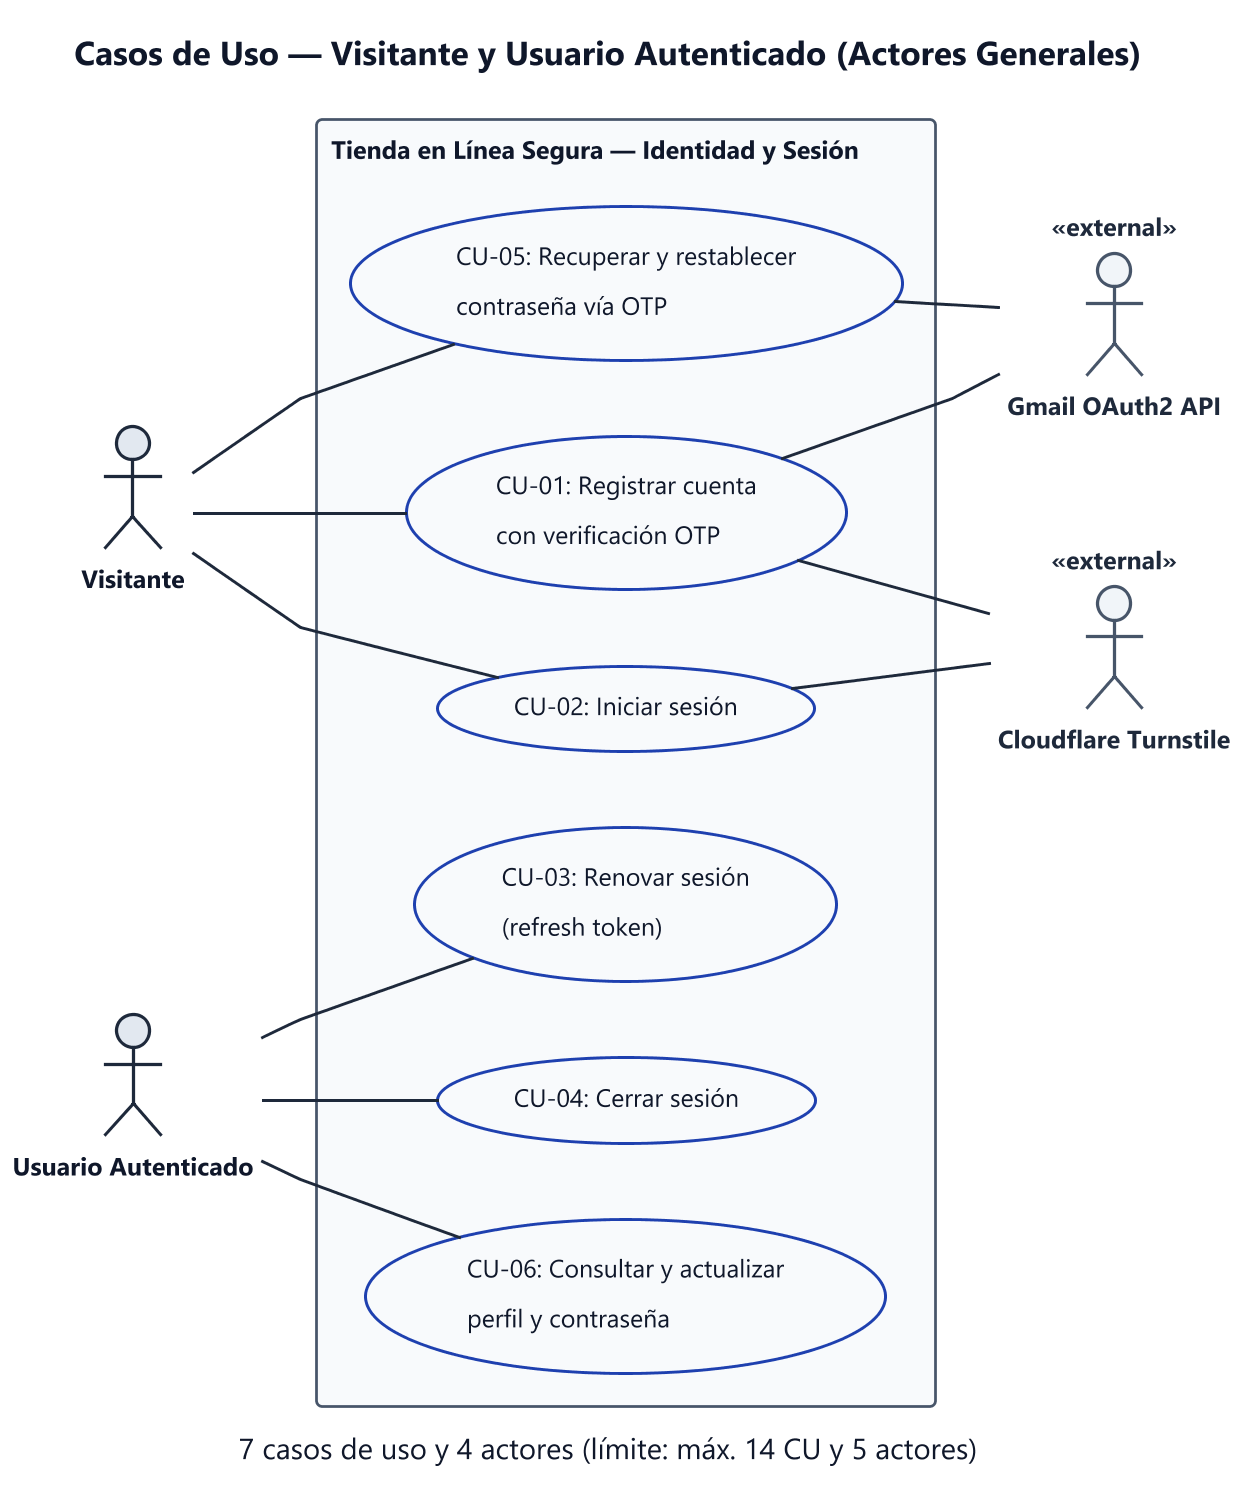 Casos de Uso — Visitante y Usuario Autenticado (Actores Generales)
Tienda en Línea Segura — Identidad y Sesión
«external»
CU-05: Recuperar y restablecer
contraseña vía OTP
Gmail OAuth2 API
CU-01: Registrar cuenta
con verificación OTP
Visitante
«external»
CU-02: Iniciar sesión
Cloudflare Turnstile
CU-03: Renovar sesión
(refresh token)
CU-04: Cerrar sesión
Usuario Autenticado
CU-06: Consultar y actualizar
perfil y contraseña
7 casos de uso y 4 actores (límite: máx. 14 CU y 5 actores)